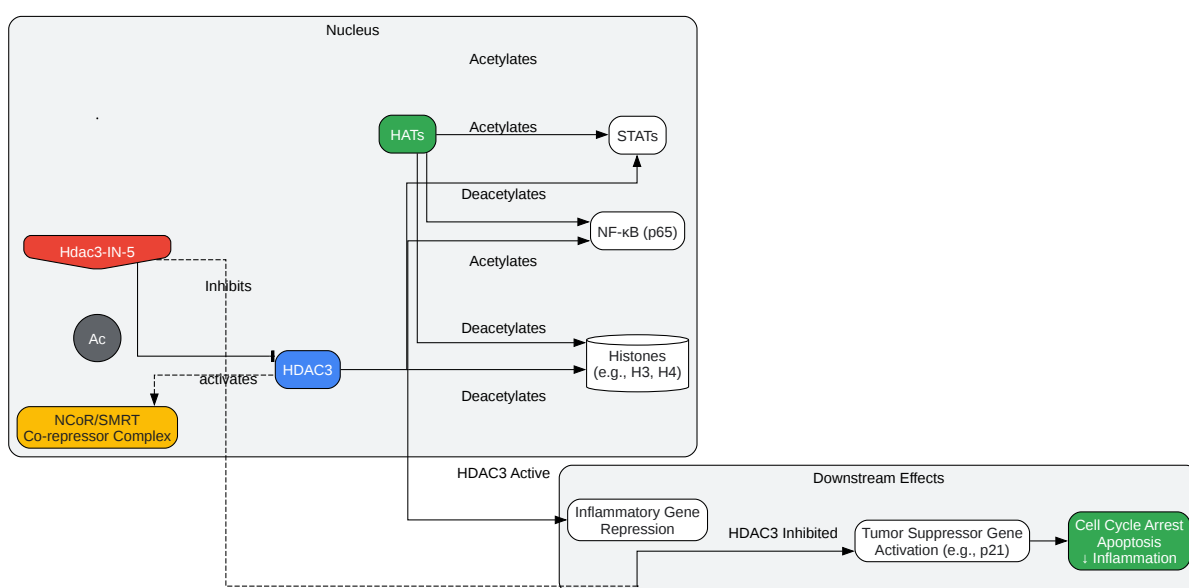 Nucleus
Acetylates
HATs
Acetylates
STATs
Deacetylates
NF-κB (p65)
Hdac3-IN-5
Acetylates
Inhibits
Ac
Deacetylates
Histones
(e.g., H3, H4)
HDAC3
activates
Deacetylates
NCoR/SMRT
Co-repressor Complex
HDAC3 Active
Downstream Effects
Inflammatory Gene
Repression
HDAC3 Inhibited
Tumor Suppressor Gene
Activation (e.g., p21)
Cell Cycle Arrest
Apoptosis
↓ Inflammation